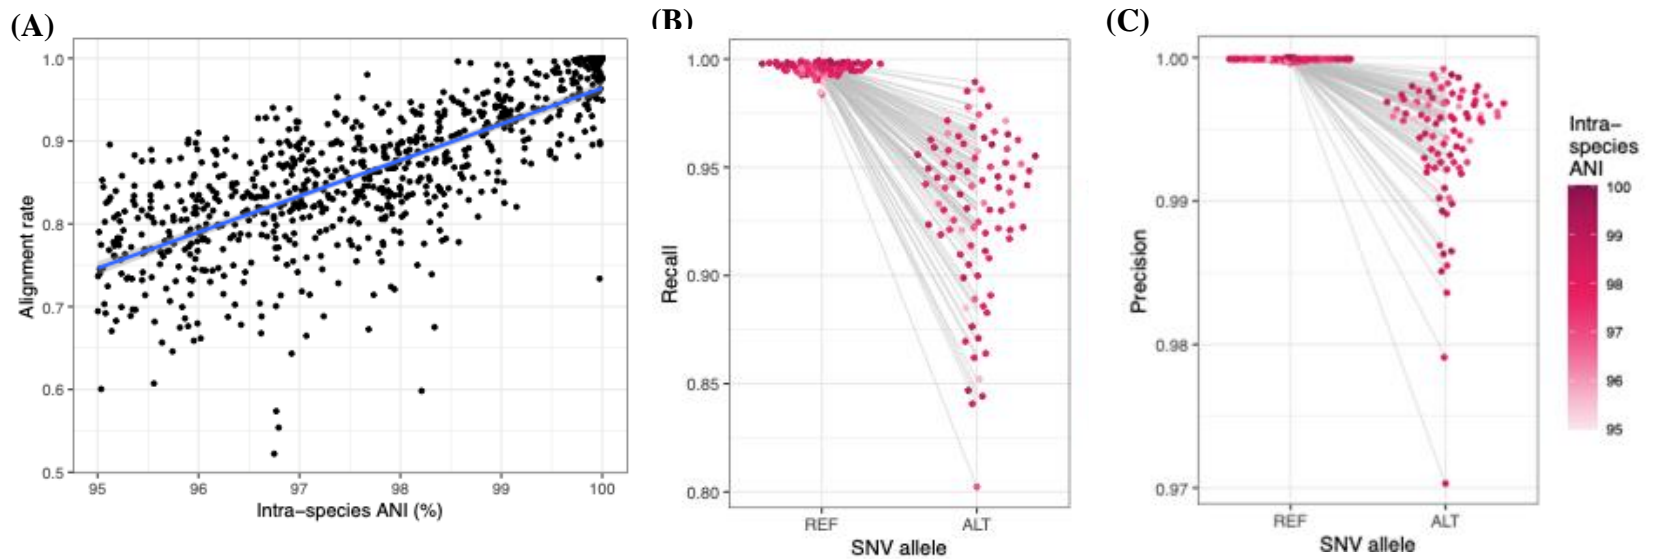 (A)
1.0
0.9
0.8
0.7
0.6
0.5
Alignment rate
95 96 97 98 99 100
Intra-species ANI (%)
(B)
1.00
0.95
0.90
0.85
0.80
Recall
REF ALT
SNV allele
(C)
1.00
0.99
0.98
0.97
Precision
REF ALT
SNV allele
Intra-
species
ANI
100
99
98
97
96
95